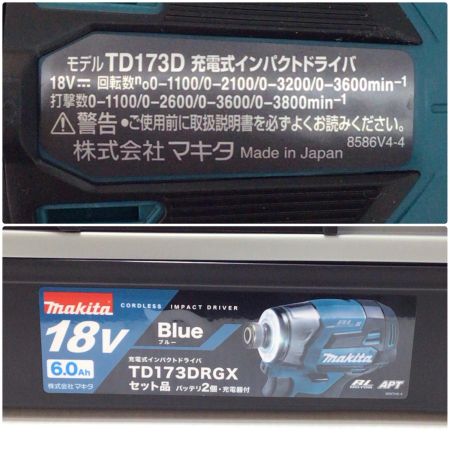 モデル TD173D 充電式インパクトドライバ
18V⎓ 回転数n₀0-1100/0-2100/0-3200/0-3600min⁻¹
打撃数0-1100/0-2600/0-3600/0-3800min⁻¹
⚠警告 ●ご使用前に取扱説明書を必ずよくお読みください。
8586V4-4
株式会社 マキタ Made in Japan
makita CORDLESS IMPACT DRIVER
18V Blue
ブルー
6.0Ah
充電式インパクトドライバ
TD173DRGX
セット品 バッテリ2個・充電器付
株式会社 マキタ
makita
BL MOTOR APT